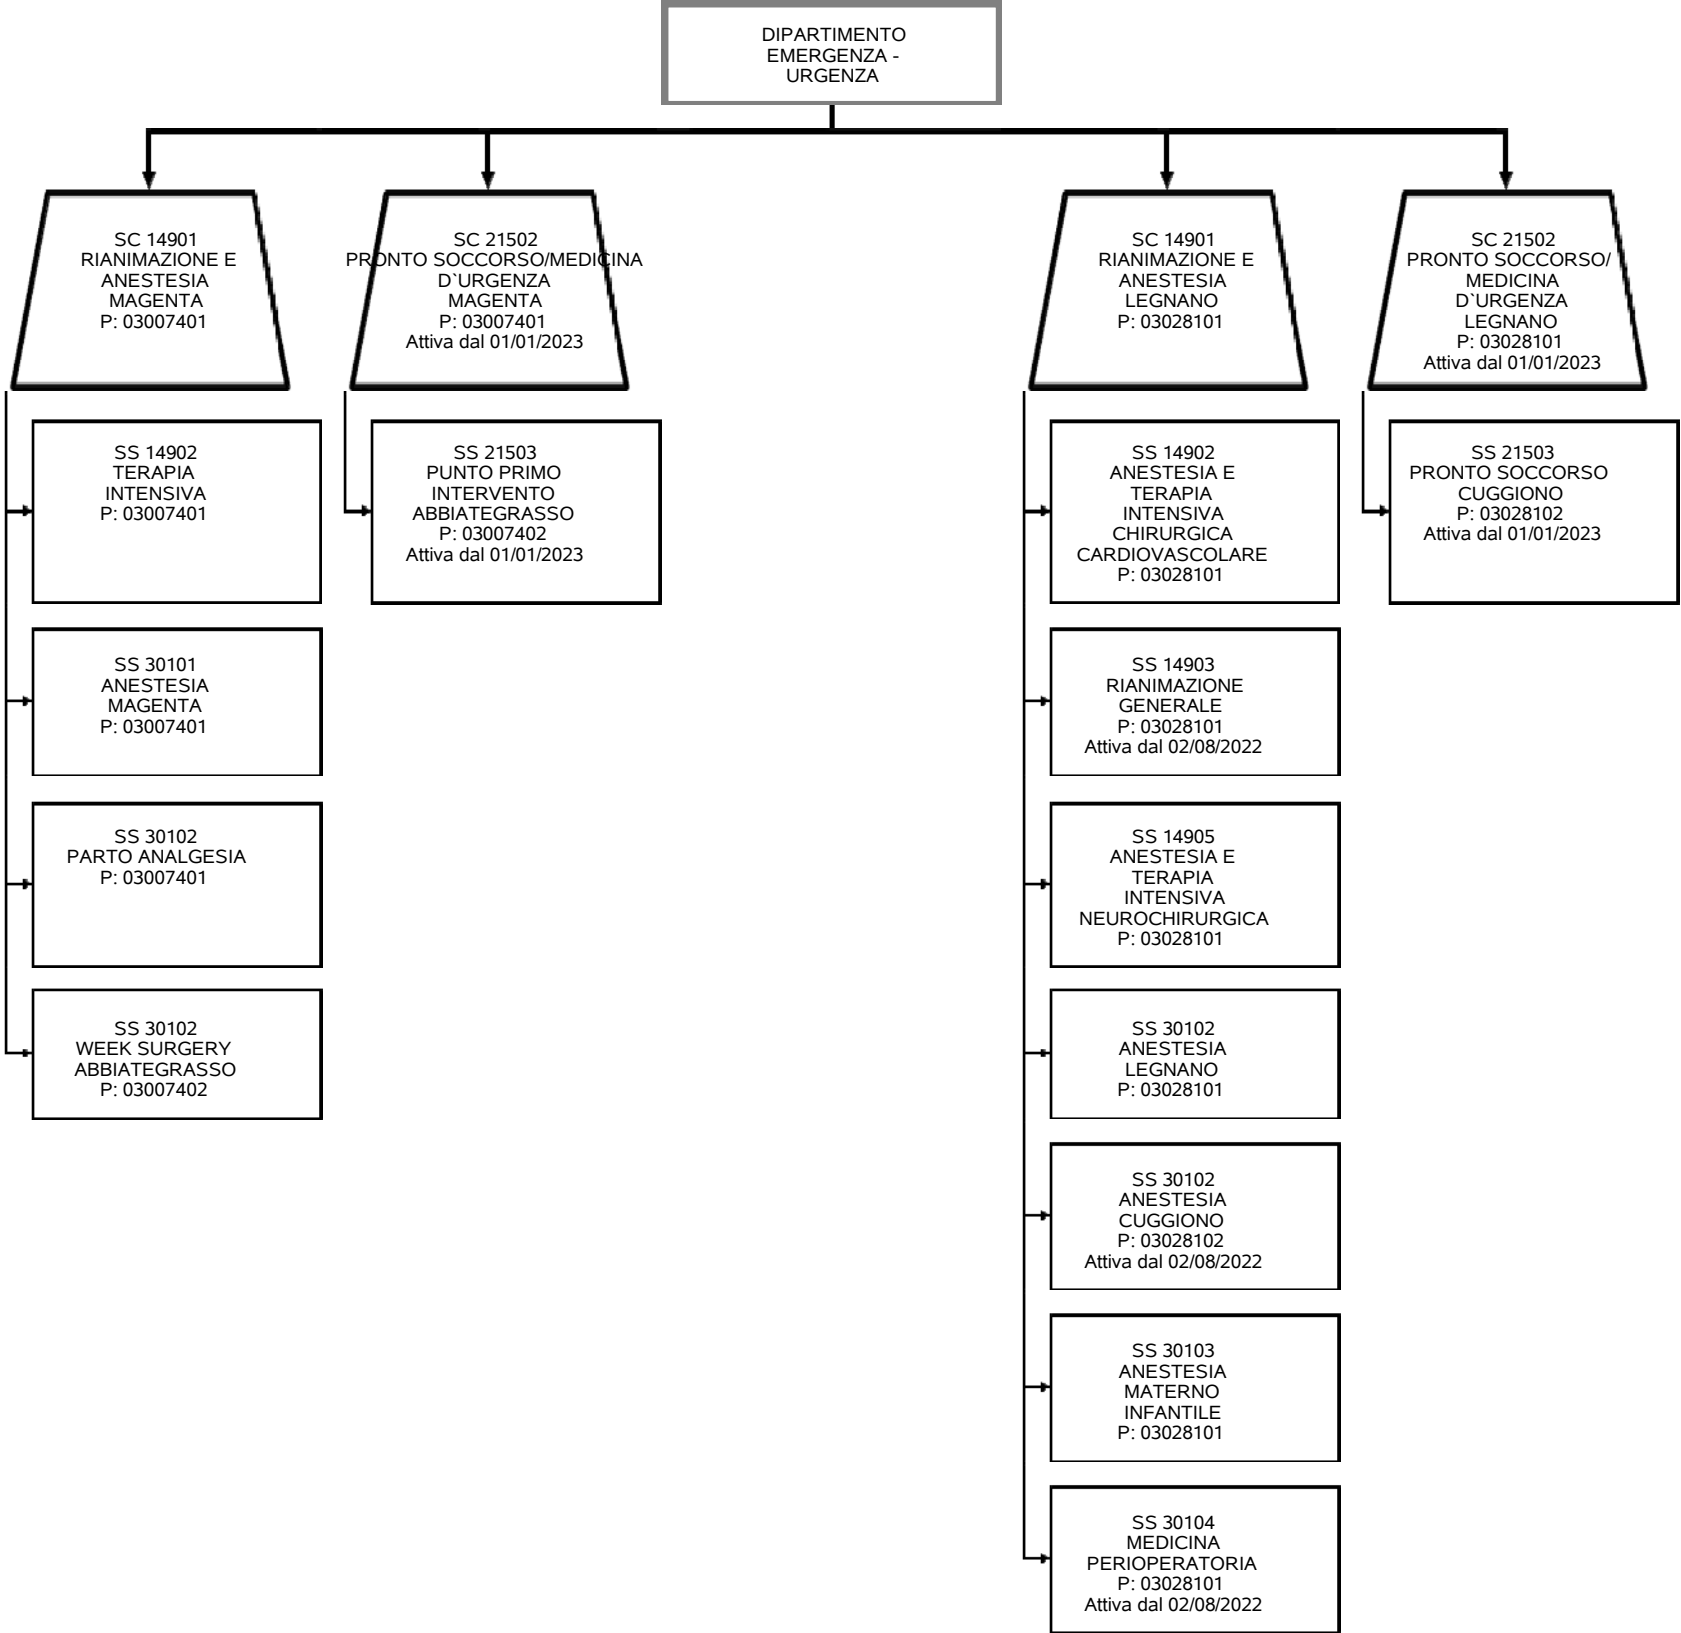 DIPARTIMENTO
EMERGENZA -
URGENZA
SC 14901
RIANIMAZIONE E
ANESTESIA
MAGENTA
P: 03007401
SC 21502
PRONTO SOCCORSO/MEDICINA
D`URGENZA
MAGENTA
P: 03007401
Attiva dal 01/01/2023
SC 14901
RIANIMAZIONE E
ANESTESIA
LEGNANO
P: 03028101
SC 21502
PRONTO SOCCORSO/
MEDICINA
D`URGENZA
LEGNANO
P: 03028101
Attiva dal 01/01/2023
SS 14902
TERAPIA
INTENSIVA
P: 03007401
SS 21503
PUNTO PRIMO
INTERVENTO
ABBIATEGRASSO
P: 03007402
Attiva dal 01/01/2023
SS 14902
ANESTESIA E
TERAPIA
INTENSIVA
CHIRURGICA
CARDIOVASCOLARE
P: 03028101
SS 21503
PRONTO SOCCORSO
CUGGIONO
P: 03028102
Attiva dal 01/01/2023
SS 30101
ANESTESIA
MAGENTA
P: 03007401
SS 14903
RIANIMAZIONE
GENERALE
P: 03028101
Attiva dal 02/08/2022
SS 30102
PARTO ANALGESIA
P: 03007401
SS 14905
ANESTESIA E
TERAPIA
INTENSIVA
NEUROCHIRURGICA
P: 03028101
SS 30102
WEEK SURGERY
ABBIATEGRASSO
P: 03007402
SS 30102
ANESTESIA
LEGNANO
P: 03028101
SS 30102
ANESTESIA
CUGGIONO
P: 03028102
Attiva dal 02/08/2022
SS 30103
ANESTESIA
MATERNO
INFANTILE
P: 03028101
SS 30104
MEDICINA
PERIOPERATORIA
P: 03028101
Attiva dal 02/08/2022